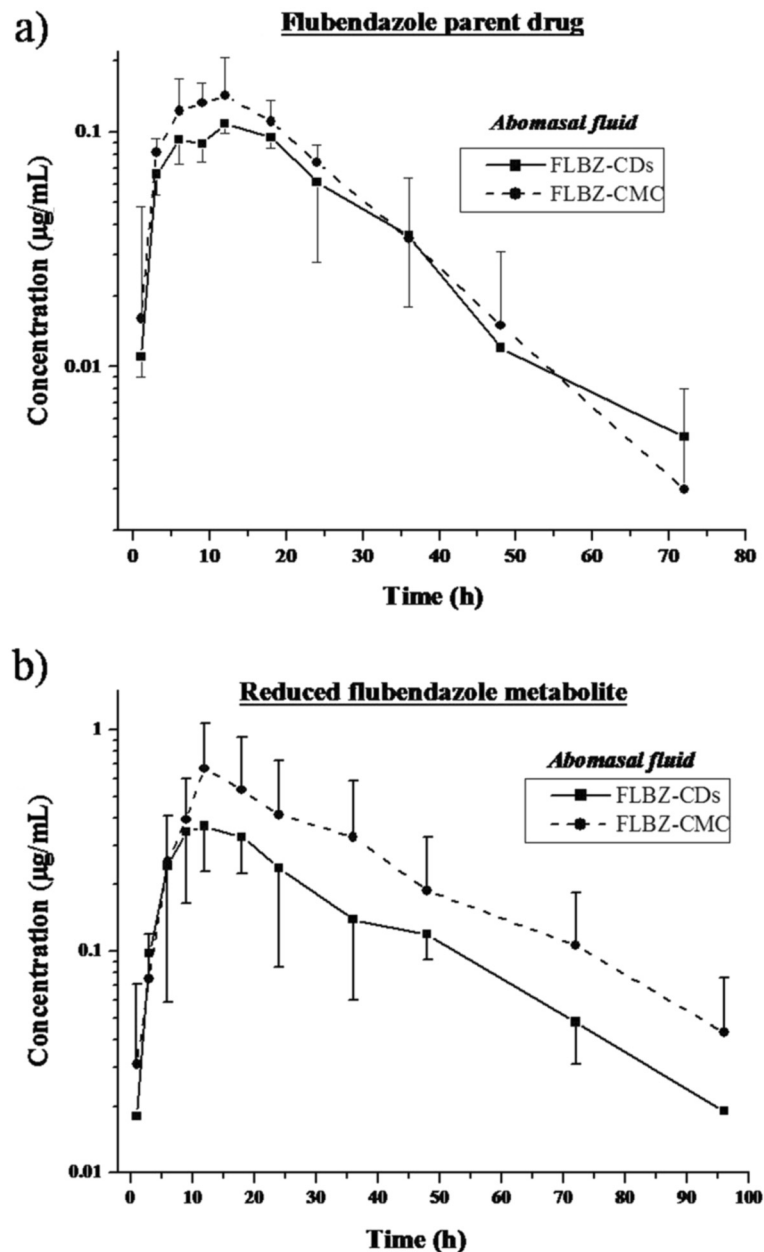 a)
Flubendazole parent drug
Abomasal fluid
FLBZ-CDs
FLBZ-CMC
Concentration (µg/mL)
0.1
0.01
0 10 20 30 40 50 60 70 80
Time (h)
b)
Reduced flubendazole metabolite
Abomasal fluid
FLBZ-CDs
FLBZ-CMC
Concentration (µg/mL)
1
0.1
0.01
0 10 20 30 40 50 60 70 80 90 100
Time (h)